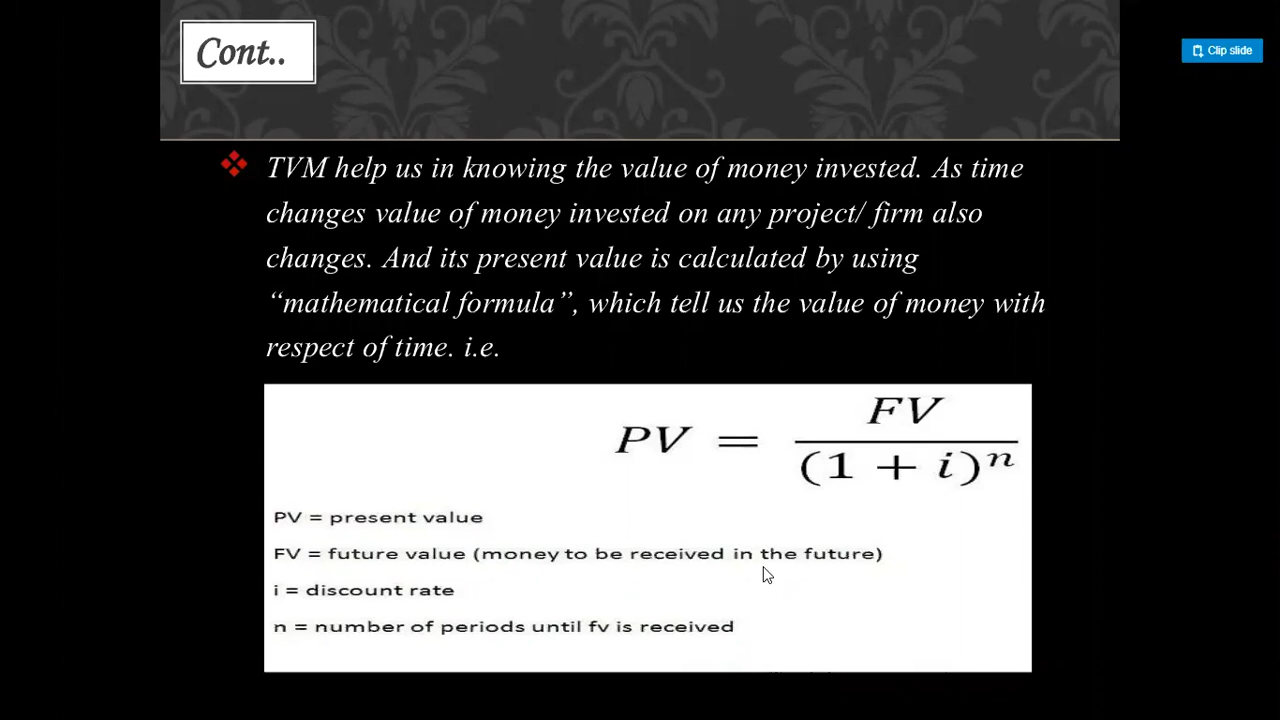 Cont..
Clip slide
TVM help us in knowing the value of money invested. As time
changes value of money invested on any project/ firm also
changes. And its present value is calculated by using
“mathematical formula”, which tell us the value of money with
respect of time. i.e.
PV = FV / (1 + i)^n
PV = present value
FV = future value (money to be received in the future)
i = discount rate
n = number of periods until fv is received